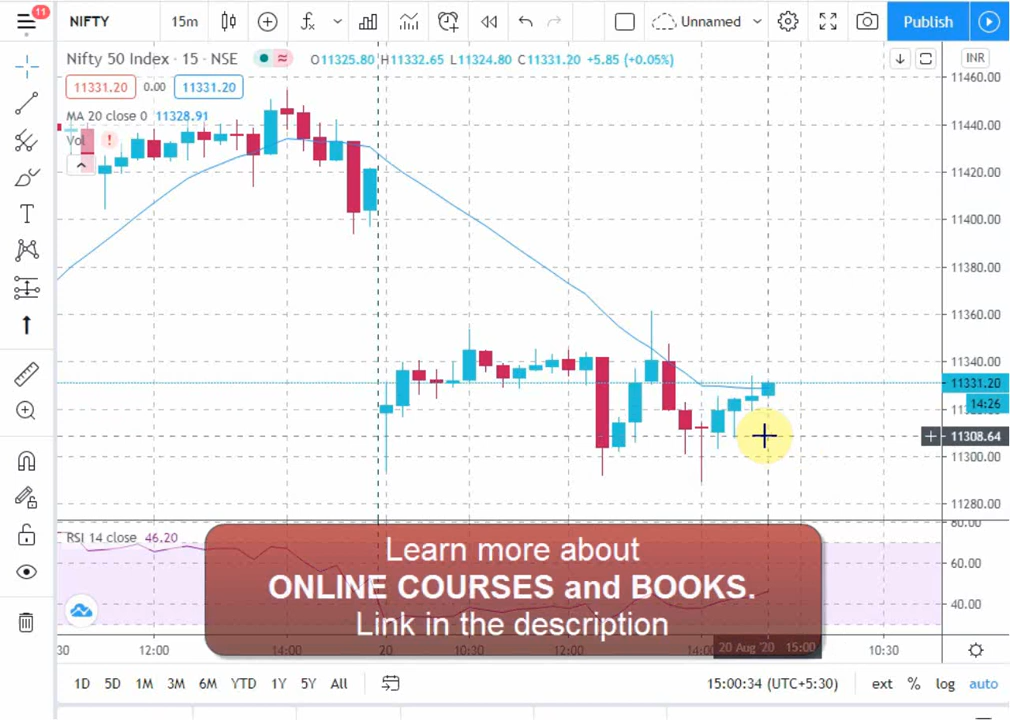 11
NIFTY
15m
Unnamed
Publish
Nifty 50 Index · 15 · NSE
O11325.80 H11332.65 L11324.80 C11331.20 +5.85 (+0.05%)
INR
11331.20 0.00 11331.20
MA 20 close 0 11328.91
Vol !
11460.00
11440.00
11420.00
11400.00
11380.00
11360.00
11340.00
11331.20
14:26
11308.64
11300.00
11280.00
80.00
RSI 14 close 46.20
60.00
40.00
Learn more about
ONLINE COURSES and BOOKS.
Link in the description
:30 12:00 14:00 20 10:30 12:00 14:00 20 Aug '20 15:00 10:30
1D 5D 1M 3M 6M YTD 1Y 5Y All
15:00:34 (UTC+5:30) ext % log auto